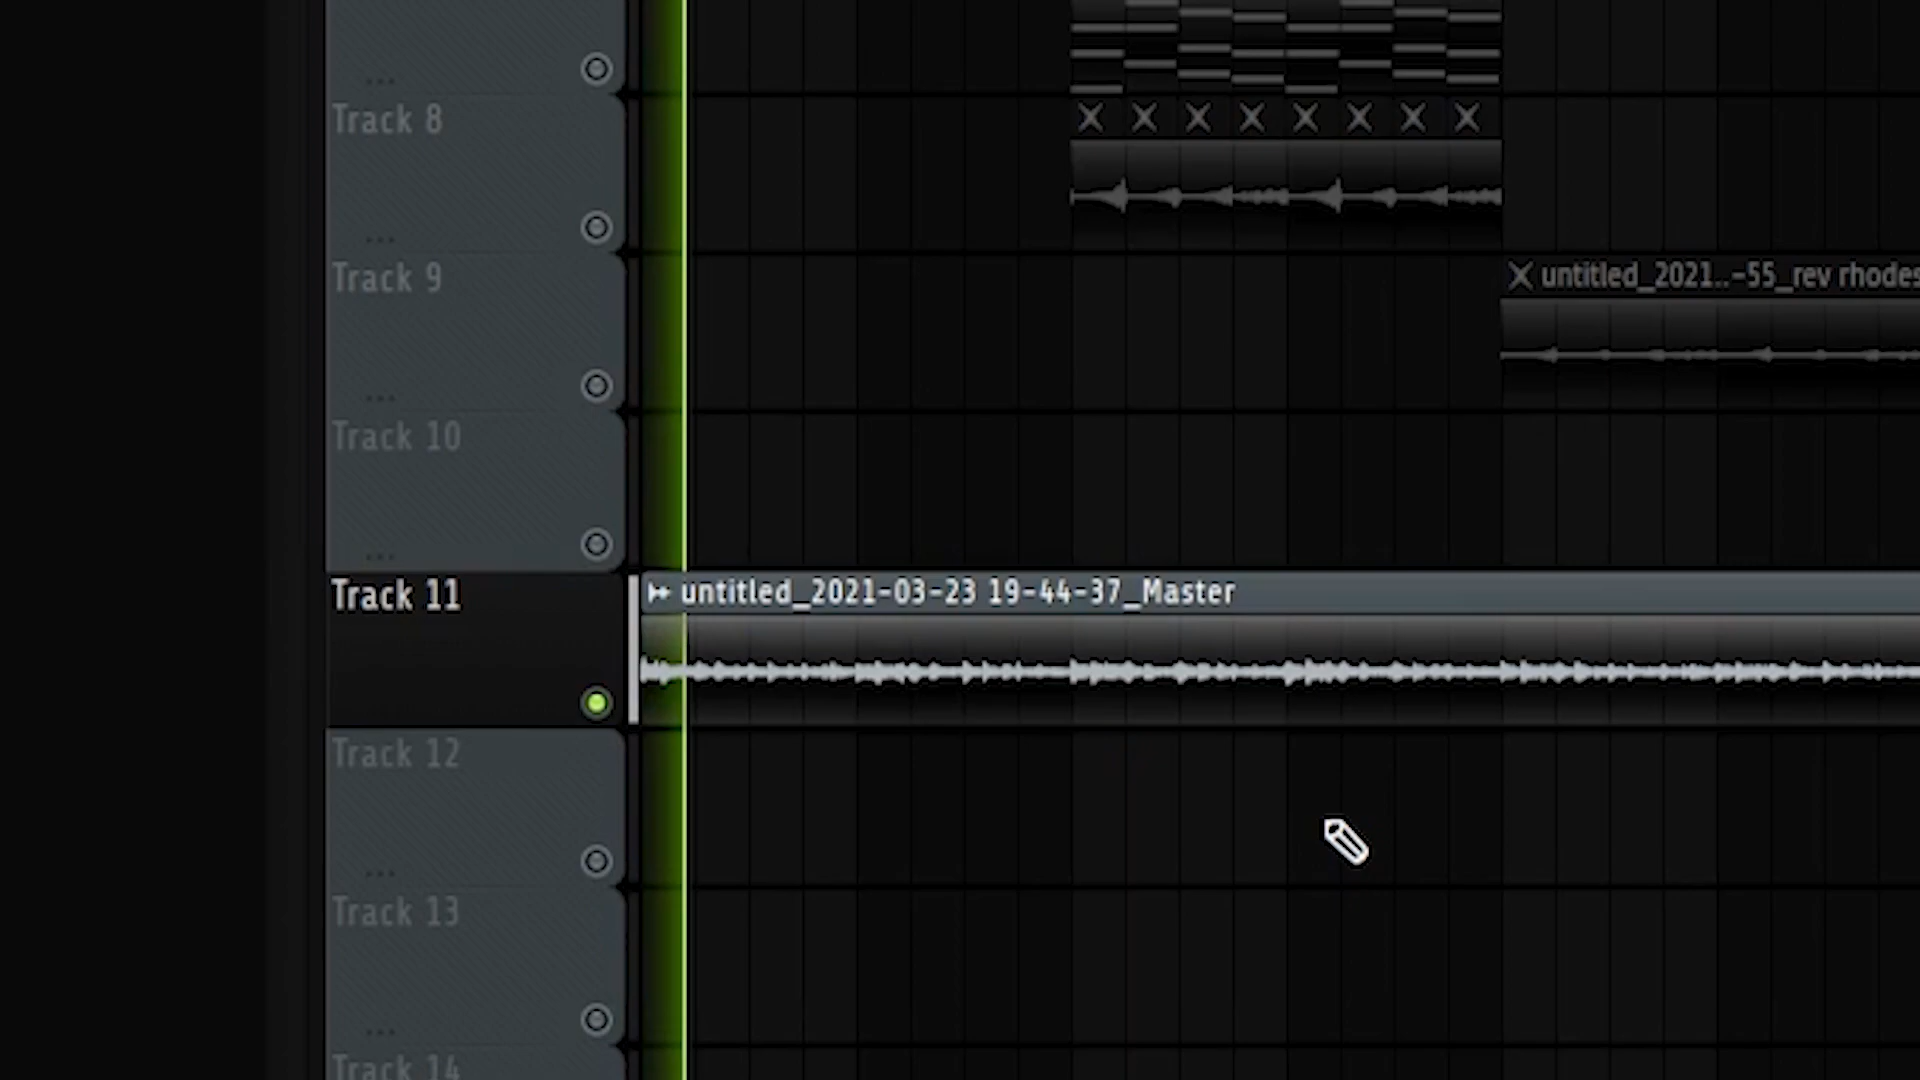 Track 8
Track 9
untitled_2021..-55_rev rhodes
Track 10
Track 11
untitled_2021-03-23 19-44-37_Master
Track 12
Track 13
Track 14